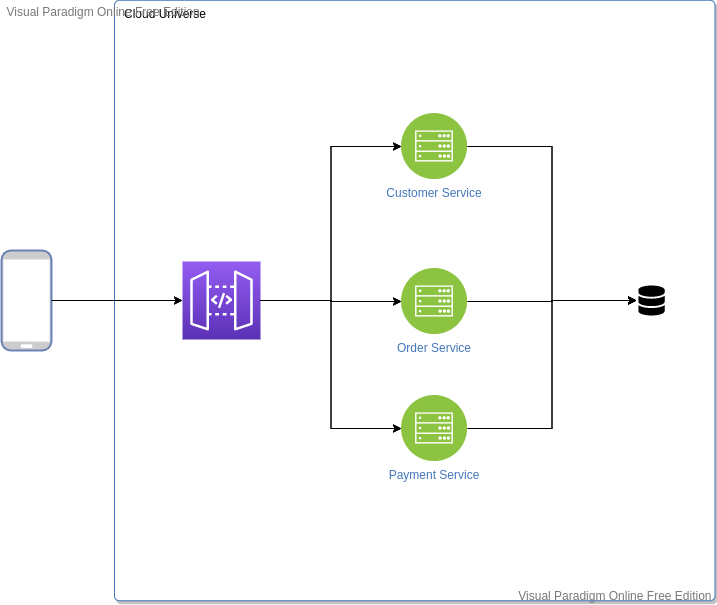 Visual Paradigm Online Free Edition
Cloud Universe
Customer Service
Order Service
Payment Service
Visual Paradigm Online Free Edition